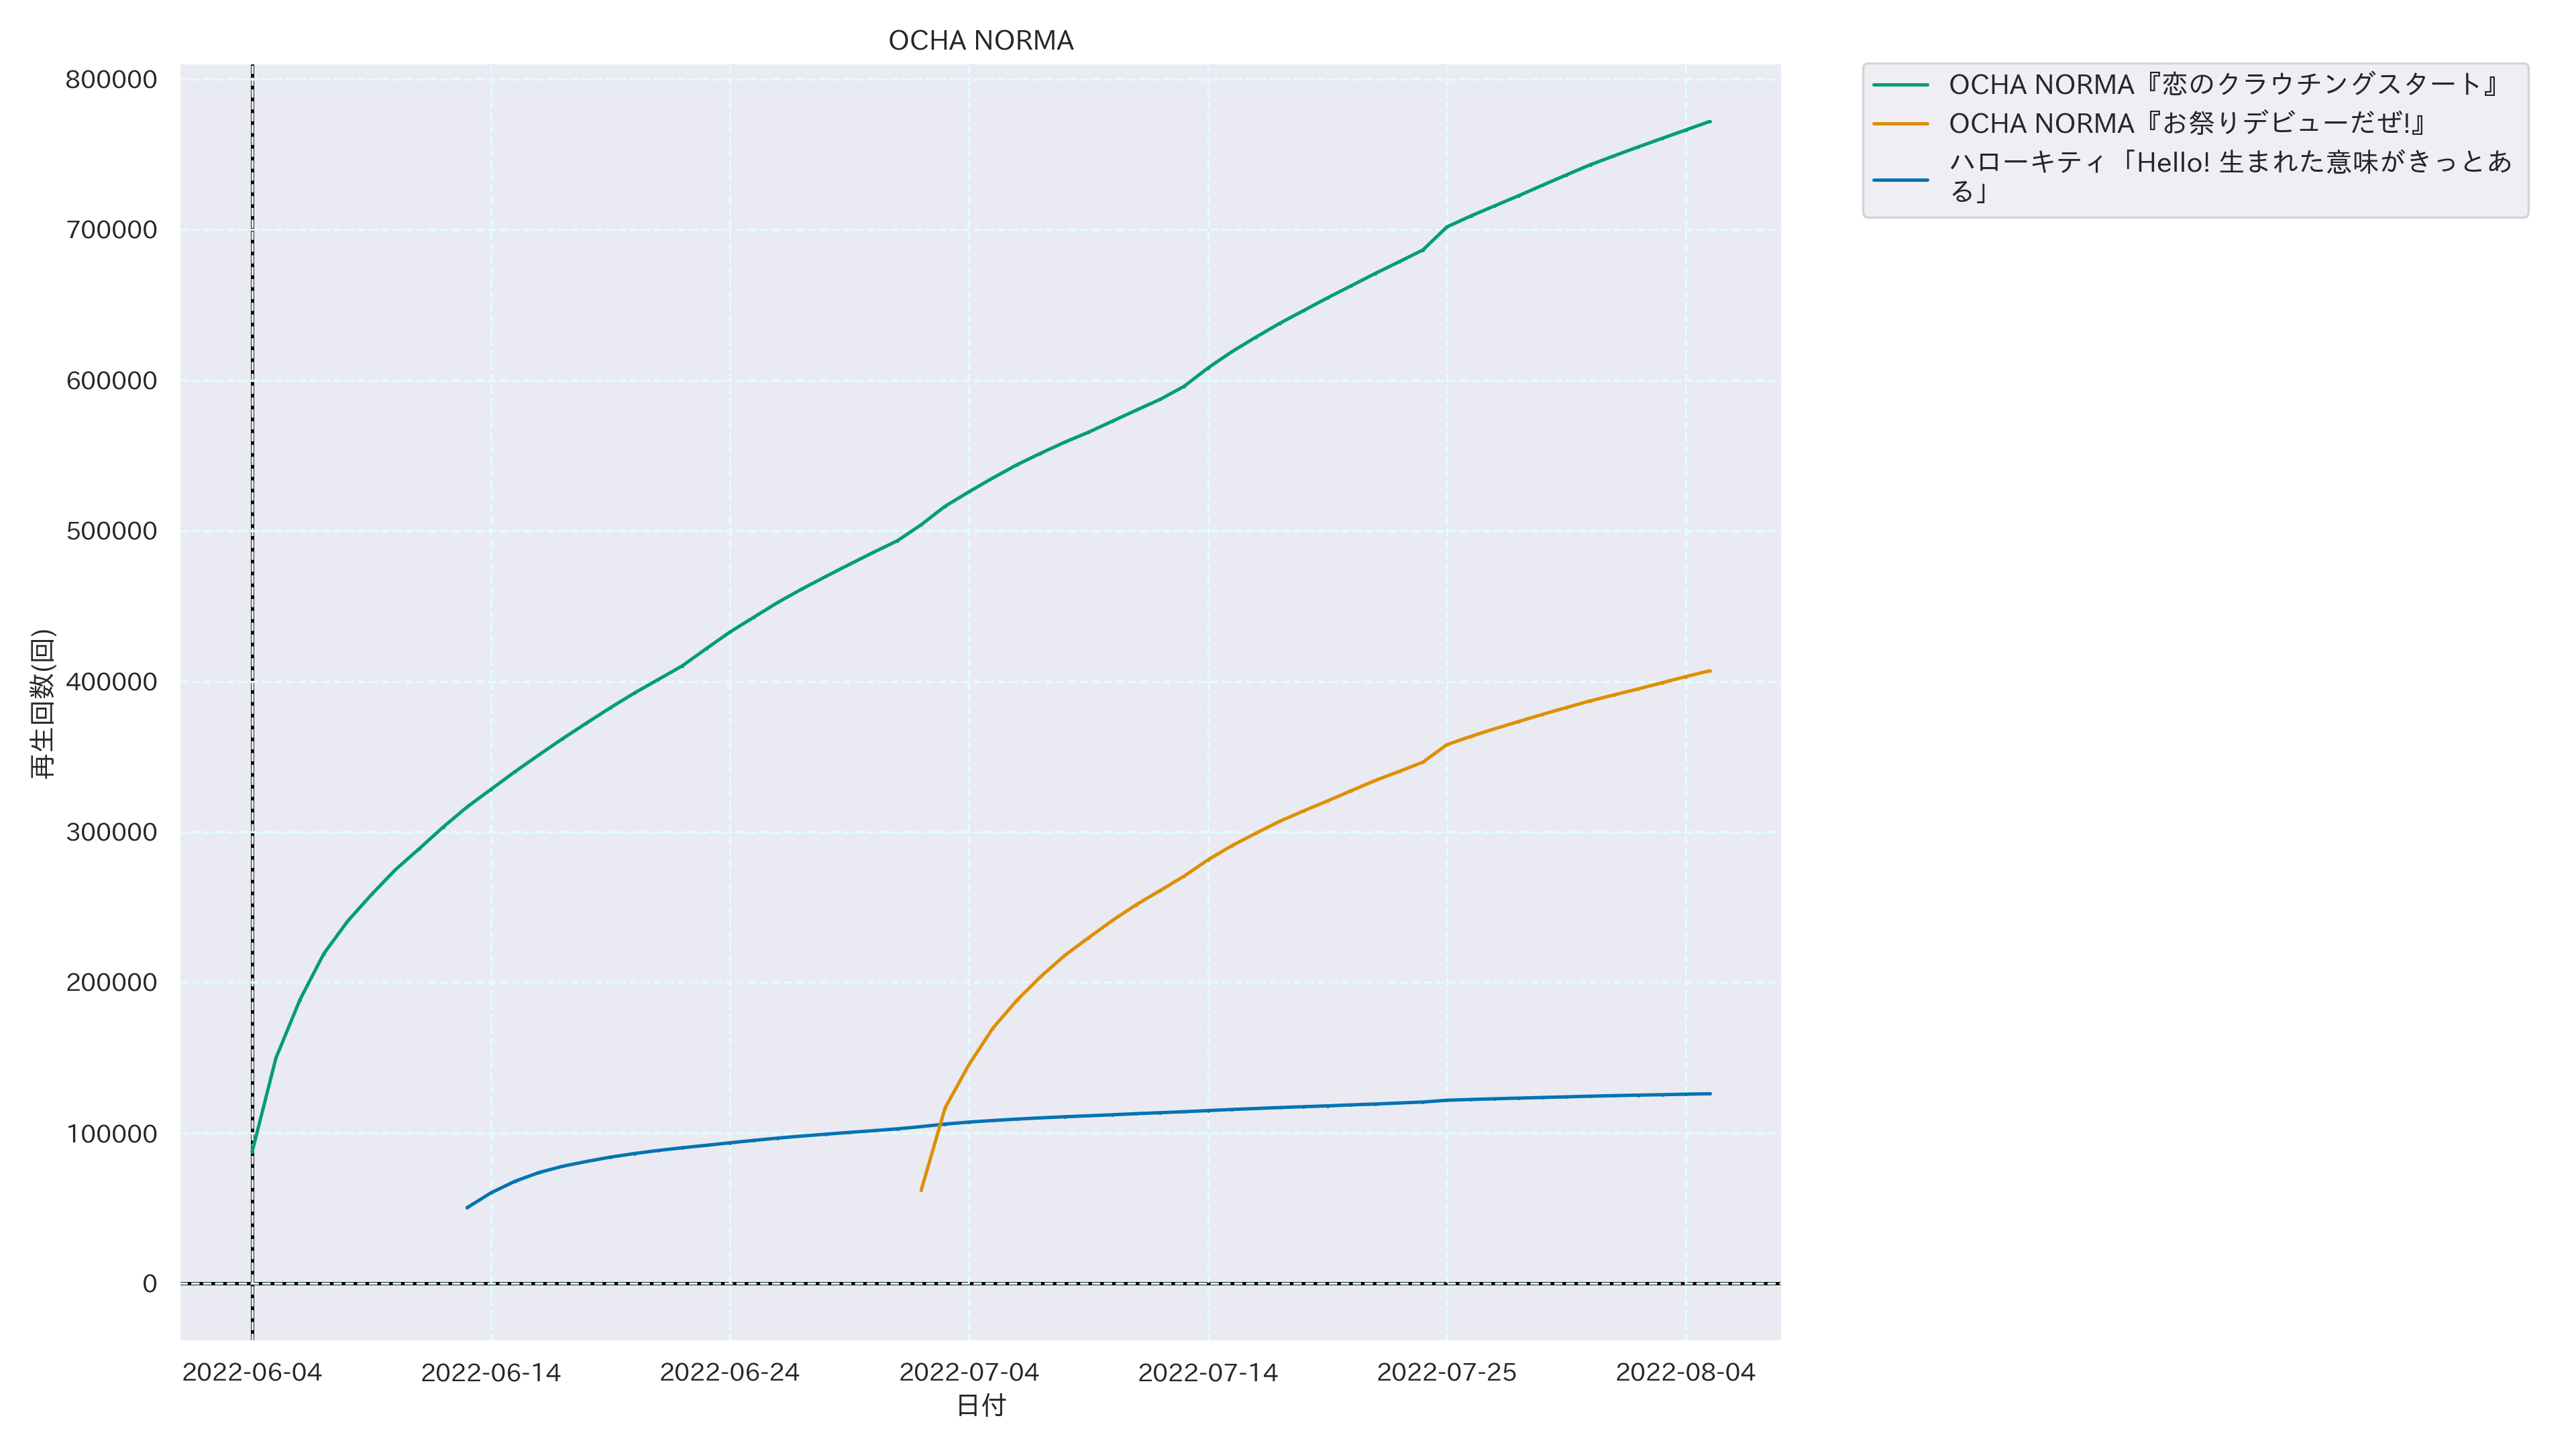 OCHA NORMA
800000
700000
600000
500000
400000
300000
200000
100000
0
再生回数(回)
2022-06-04
2022-06-14
2022-06-24
2022-07-04
2022-07-14
2022-07-25
2022-08-04
日付
OCHA NORMA『恋のクラウチングスタート』
OCHA NORMA『お祭りデビューだぜ!』
ハローキティ「Hello! 生まれた意味がきっとあ
る」